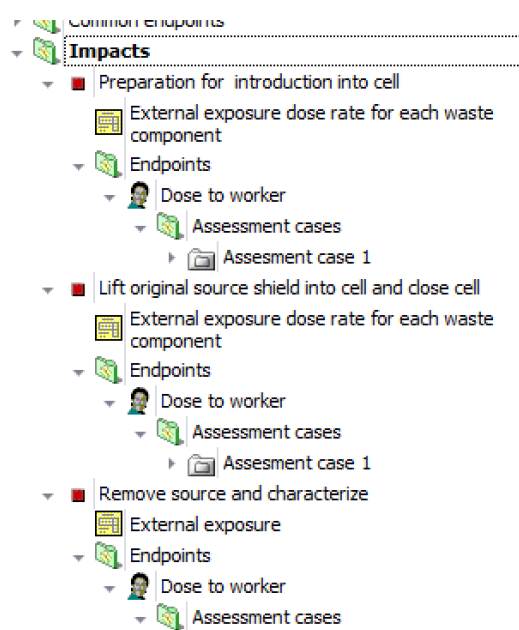 Common endpoints
Impacts
Preparation for introduction into cell
External exposure dose rate for each waste
component
Endpoints
Dose to worker
Assessment cases
Assesment case 1
Lift original source shield into cell and close cell
External exposure dose rate for each waste
component
Endpoints
Dose to worker
Assessment cases
Assesment case 1
Remove source and characterize
External exposure
Endpoints
Dose to worker
Assessment cases